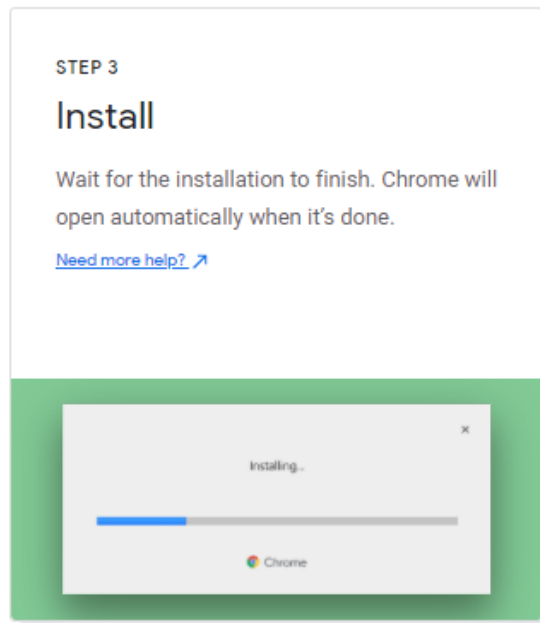 STEP 3
Install
Wait for the installation to finish. Chrome will
open automatically when it's done.
Need more help?
Installing...
Chrome